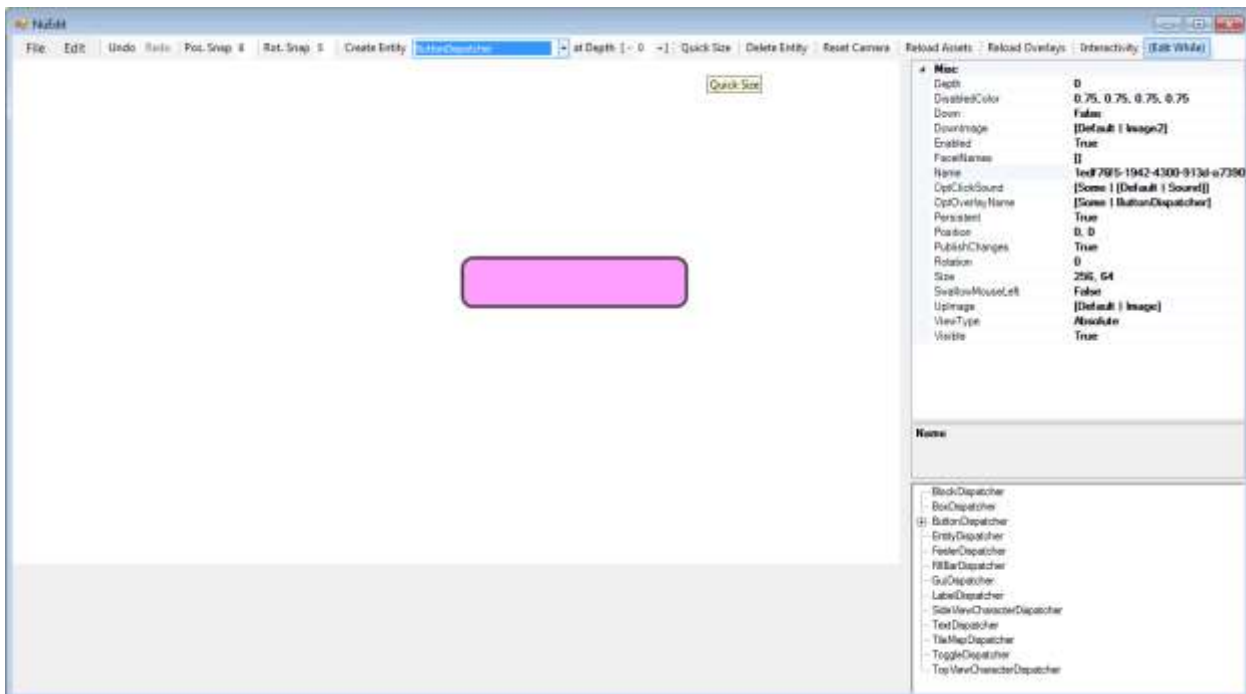 NuEdit
File Edit Undo Redo Pos. Snap 8 Rot. Snap 5 Create Entity ButtonDispatcher at Depth [- 0 +] Quick Size Delete Entity Reset Camera Reload Assets Reload Overlays Interactivity (Edit While)
Quick Size
Misc
Depth 0
DisabledColor 0.75, 0.75, 0.75, 0.75
Down False
DownImage [Default | Image2]
Enabled True
FacetNames []
Name
OptClickSound [Some | [Default | Sound]]
OptOverlayName [Some | ButtonDispatcher]
Persistent True
Position 0, 0
PublishChanges True
Rotation 0
Size 256, 64
SwallowMouseLeft False
UpImage [Default | Image]
ViewType Absolute
Visible True
Name
BlockDispatcher
BoxDispatcher
ButtonDispatcher
EntityDispatcher
FeelerDispatcher
FillBarDispatcher
GuiDispatcher
LabelDispatcher
SideViewCharacterDispatcher
TextDispatcher
TileMapDispatcher
ToggleDispatcher
TopViewCharacterDispatcher